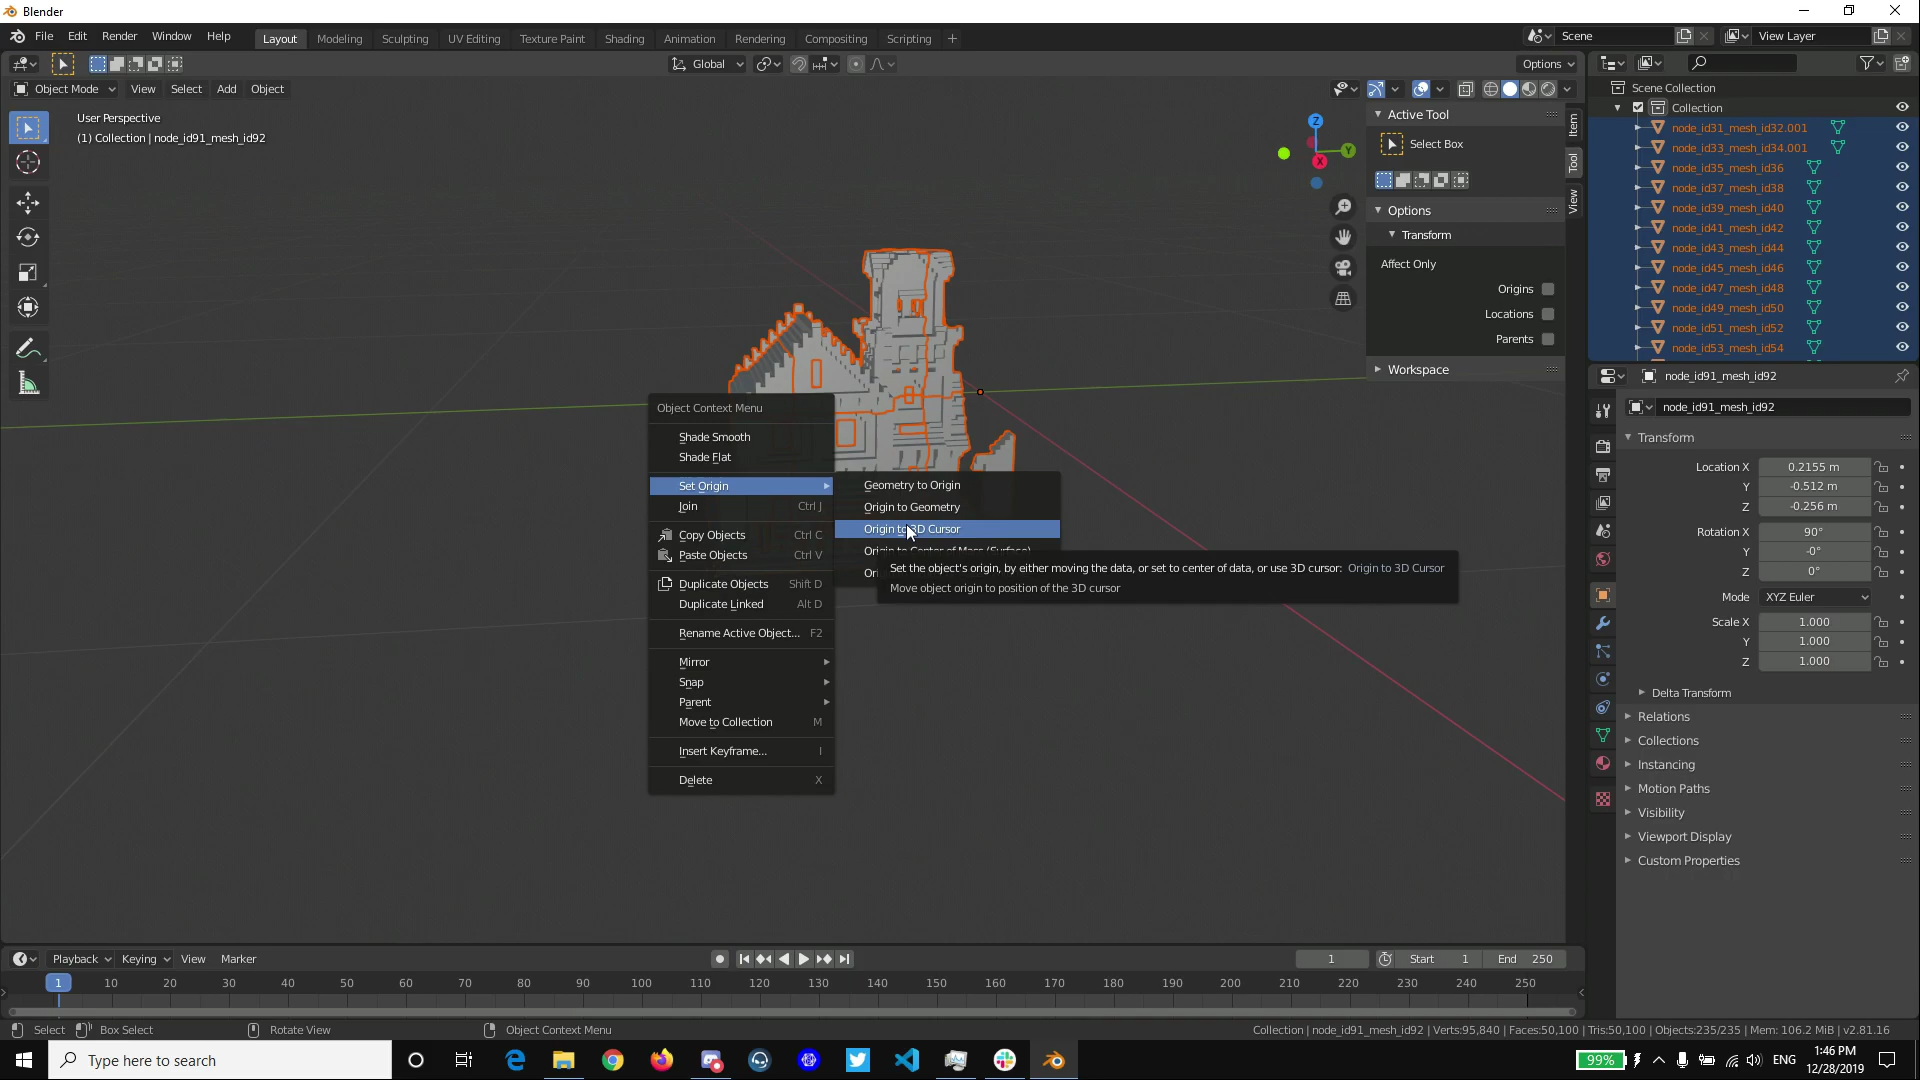 Blender
File Edit Render Window Help
Layout Modeling Sculpting UV Editing Texture Paint Shading Animation Rendering Compositing Scripting +
Scene
View Layer
Global
Options
Object Mode View Select Add Object
User Perspective
(1) Collection | node_id91_mesh_id92
Z
Y
X
Active Tool
Select Box
Options
Transform
Affect Only
Origins
Locations
Parents
Workspace
Item
Tool
View
Object Context Menu
Shade Smooth
Shade Flat
Set Origin
Join Ctrl J
Copy Objects Ctrl C
Paste Objects Ctrl V
Duplicate Objects Shift D
Duplicate Linked Alt D
Rename Active Object... F2
Mirror
Snap
Parent
Move to Collection M
Insert Keyframe... I
Delete X
Geometry to Origin
Origin to Geometry
Origin to 3D Cursor
Origin to Center of Mass (Surface)
Set the object's origin, by either moving the data, or set to center of data, or use 3D cursor: Origin to 3D Cursor
Move object origin to position of the 3D cursor
Scene Collection
Collection
node_id31_mesh_id32.001
node_id33_mesh_id34.001
node_id35_mesh_id36
node_id37_mesh_id38
node_id39_mesh_id40
node_id41_mesh_id42
node_id43_mesh_id44
node_id45_mesh_id46
node_id47_mesh_id48
node_id49_mesh_id50
node_id51_mesh_id52
node_id53_mesh_id54
node_id91_mesh_id92
node_id91_mesh_id92
Transform
Location X 0.2155 m
Y -0.512 m
Z -0.256 m
Rotation X 90°
Y -0°
Z 0°
Mode XYZ Euler
Scale X 1.000
Y 1.000
Z 1.000
Delta Transform
Relations
Collections
Instancing
Motion Paths
Visibility
Viewport Display
Custom Properties
Playback Keying View Marker
1 Start 1 End 250
1 10 20 30 40 50 60 70 80 90 100 110 120 130 140 150 160 170 180 190 200 210 220 230 240 250
Select Box Select Rotate View Object Context Menu
Collection | node_id91_mesh_id92 | Verts:95,840 | Faces:50,100 | Tris:50,100 | Objects:235/235 | Mem: 106.2 MiB | v2.81.16
Type here to search
99%
ENG
1:46 PM
12/28/2019